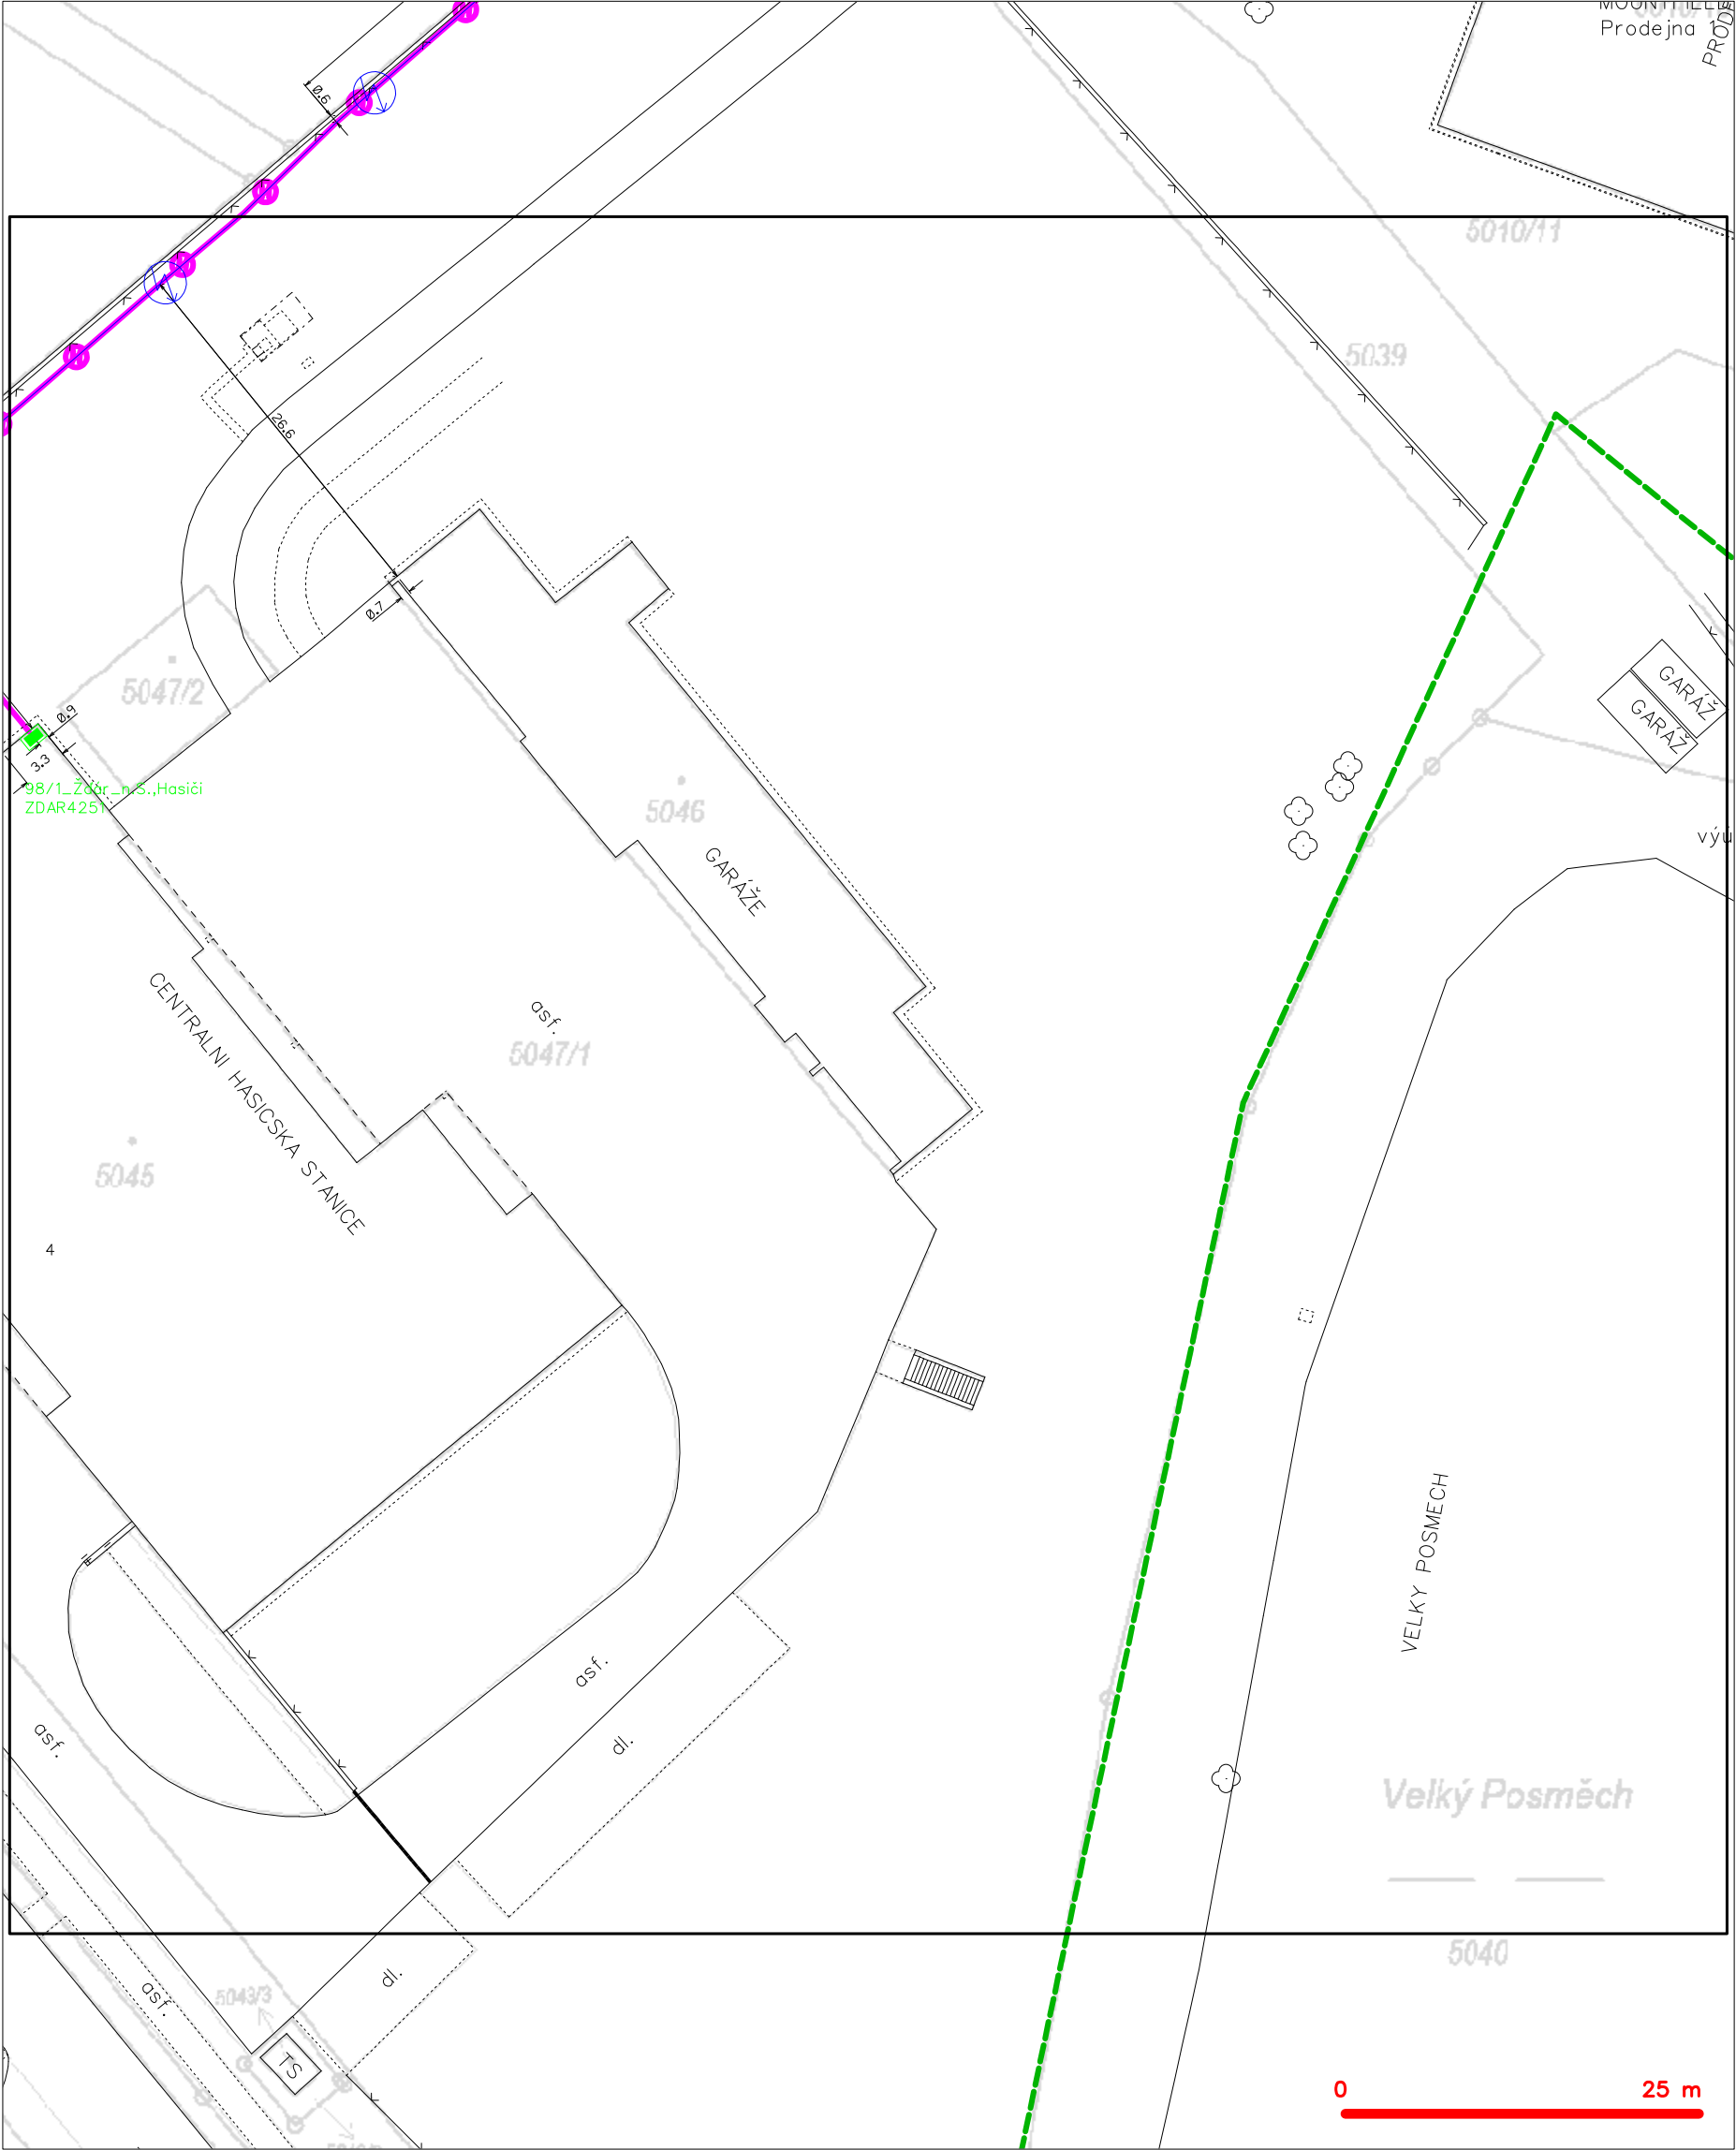 Prodejna
0.6
5010/11
5039
26.6
0.7
5047/2
0.9
3.3
98/1_Žďár_n.S.,Hasiči
ZDAR4251
GARÁŽ
GARÁŽ
5046
GARÁŽE
CENTRALNI HASICSKA STANICE
asf.
5047/1
5045
4
VELKY POSMECH
asf.
dl.
asf.
Velký Posměch
5040
asf.
5043/3
dl.
TS
0
25 m